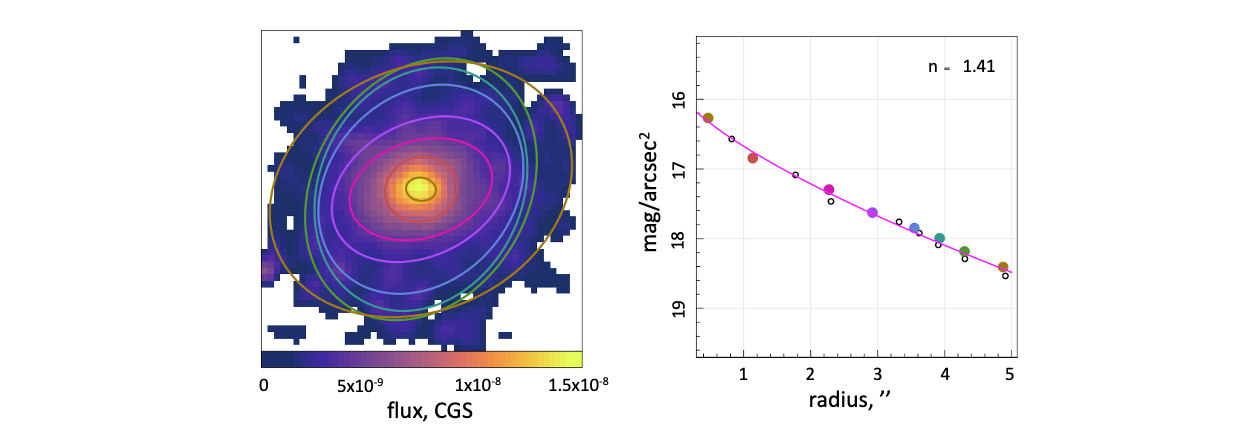 0
5x10-9
1x10-8
1.5x10-8
flux, CGS
n = 1.41
16
17
18
19
mag/arcsec2
1
2
3
4
5
radius, ″